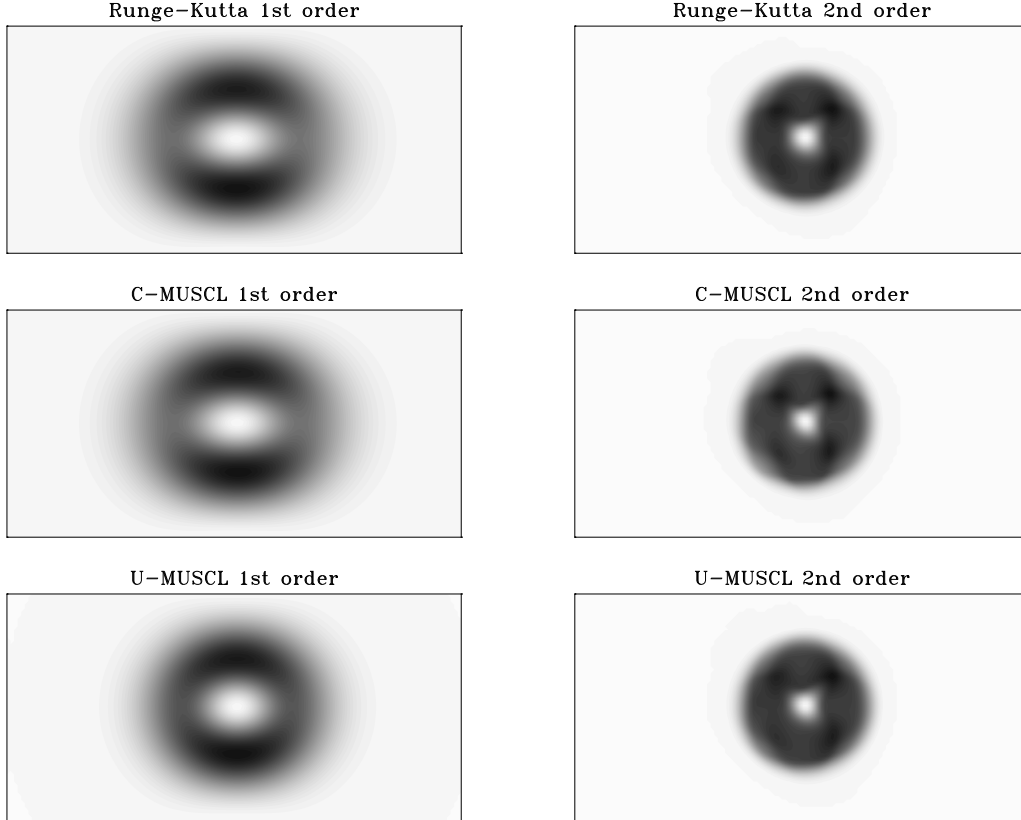 Runge-Kutta 1st order
Runge-Kutta 2nd order
C-MUSCL 1st order
C-MUSCL 2nd order
U-MUSCL 1st order
U-MUSCL 2nd order